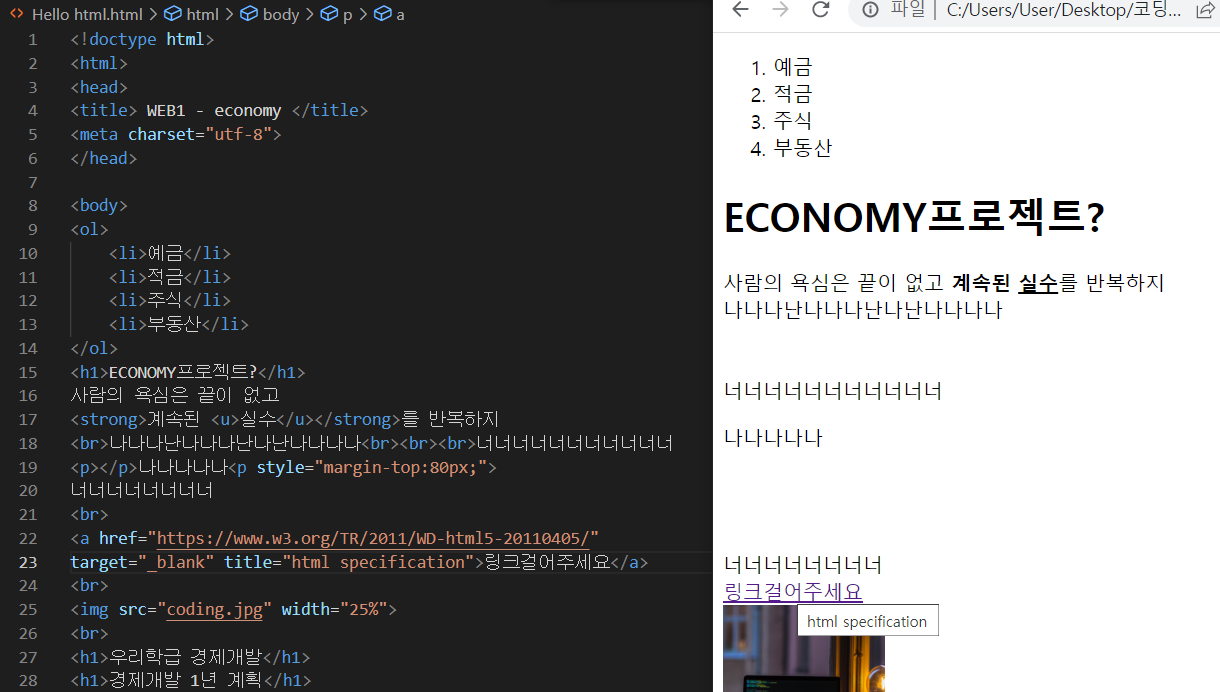 Hello html.html > html > body > p > a
1 <!doctype html>
2 <html>
3 <head>
4 <title> WEB1 - economy </title>
5 <meta charset="utf-8">
6 </head>
7
8 <body>
9 <ol>
10 <li>예금</li>
11 <li>적금</li>
12 <li>주식</li>
13 <li>부동산</li>
14 </ol>
15 <h1>ECONOMY프로젝트?</h1>
16 사람의 욕심은 끝이 없고
17 <strong>계속된 <u>실수</u></strong>를 반복하지
18 <br>나나나난나나나난나난나나나나<br><br><br>너너너너너너너너너너너
19 <p></p>나나나나나<p style="margin-top:80px;">
20 너너너너너너너너
21 <br>
22 <a href="https://www.w3.org/TR/2011/WD-html5-20110405/"
23 target="_blank" title="html specification">링크걸어주세요</a>
24 <br>
25 <img src="coding.jpg" width="25%">
26 <br>
27 <h1>우리학급 경제개발</h1>
28 <h1>경제개발 1년 계획</h1>
파일 | C:/Users/User/Desktop/코딩...
1. 예금
2. 적금
3. 주식
4. 부동산
ECONOMY프로젝트?
사람의 욕심은 끝이 없고 계속된 실수를 반복하지
나나나난나나나난나난나나나나
너너너너너너너너너너너
나나나나나
너너너너너너너너
링크걸어주세요
html specification